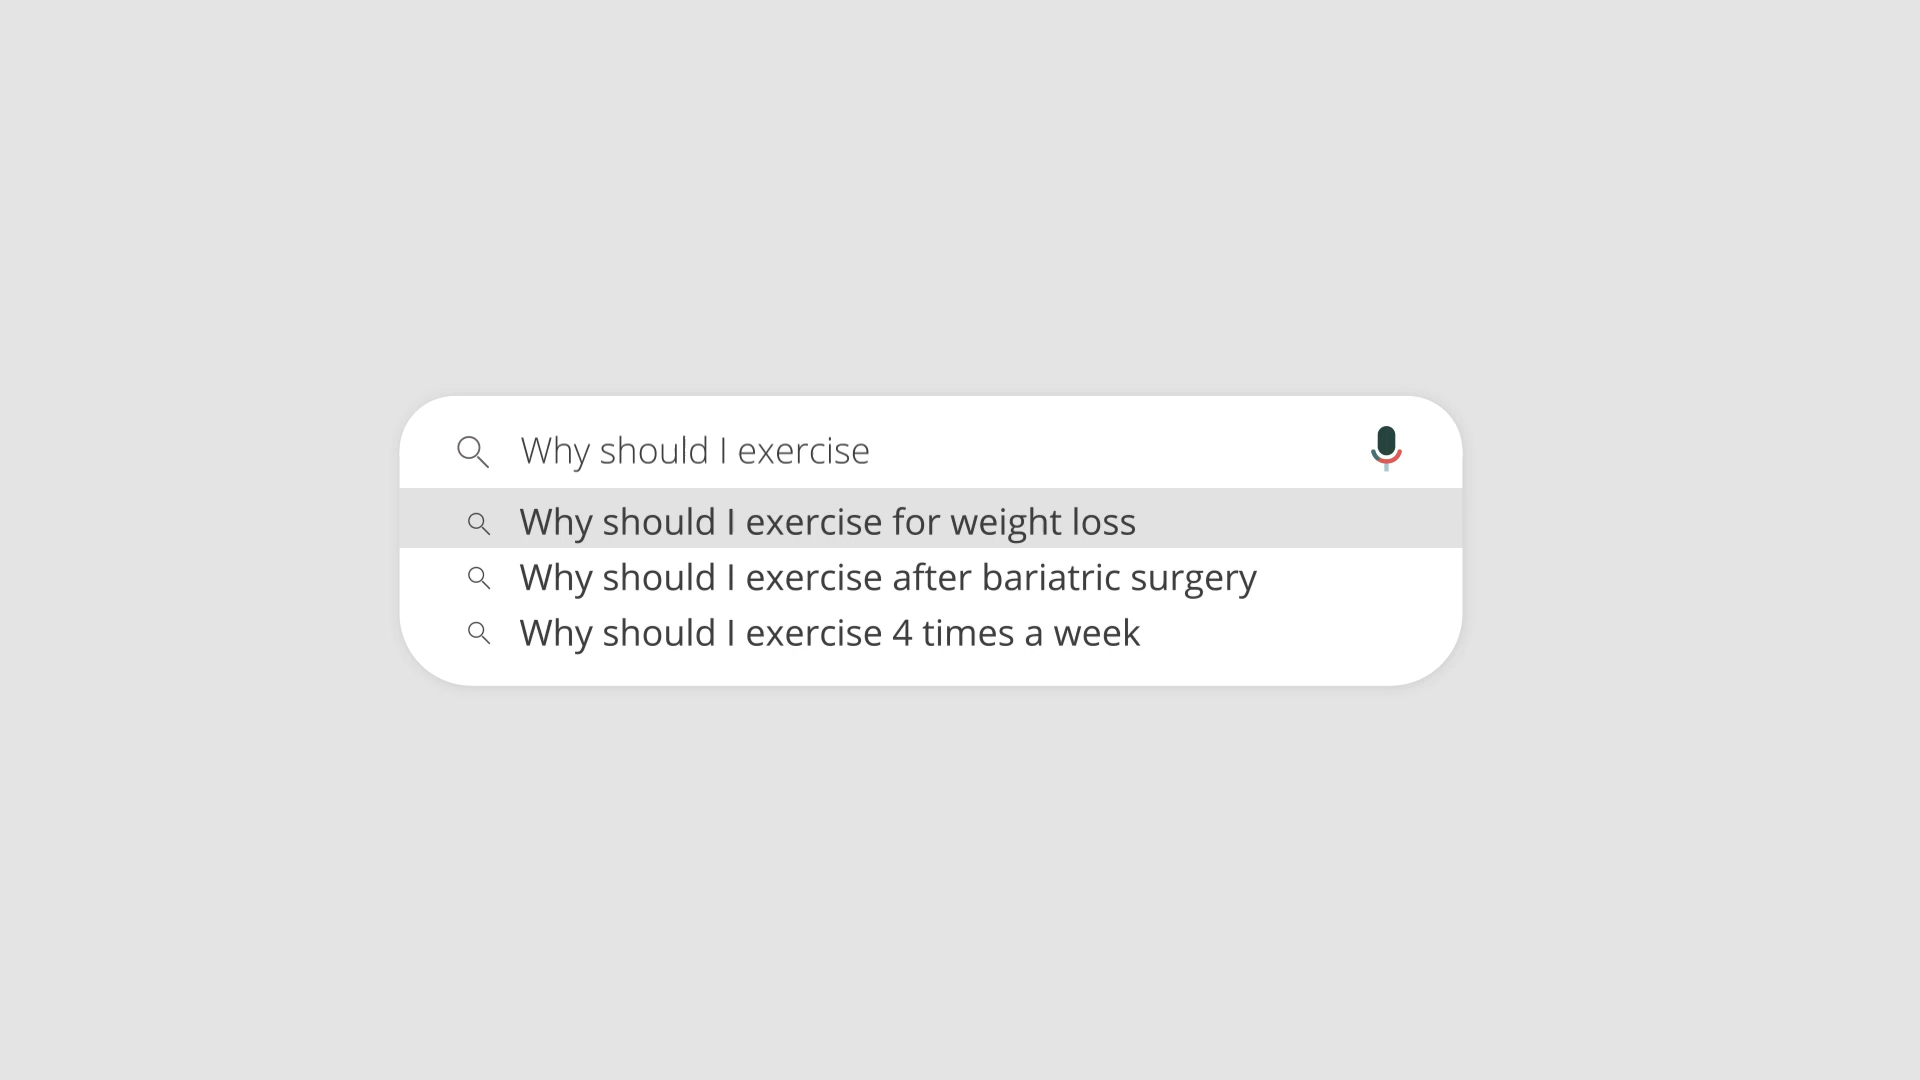 Why should I exercise
Why should I exercise for weight loss
Why should I exercise after bariatric surgery
Why should I exercise 4 times a week